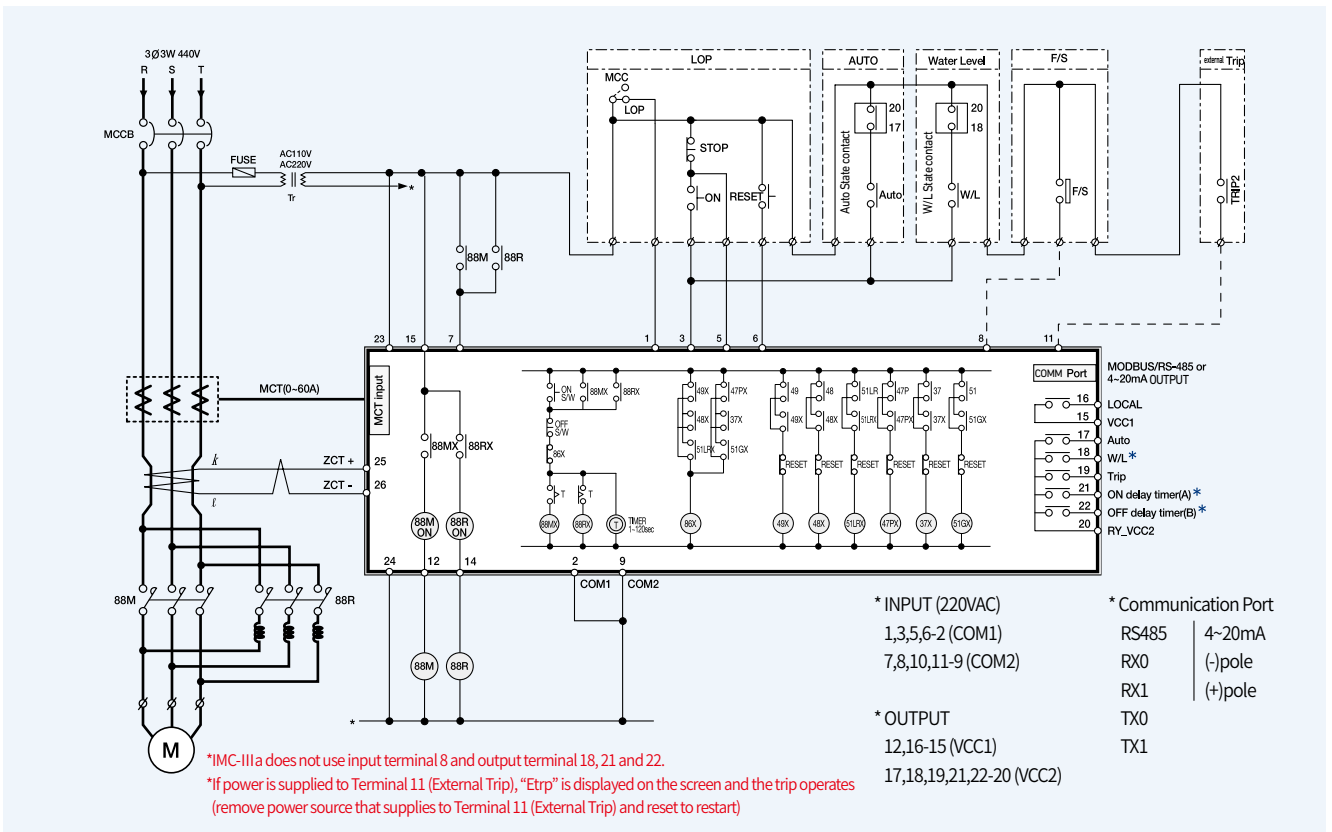 3Ø3W 440V
R S T
MCCB
FUSE
AC110V
AC220V
Tr
*
88M
88R
LOP
MCC
LOP
STOP
ON
RESET
AUTO
20
17
Auto State contact
Auto
Water Level
20
18
W/L State contact
W/L
F/S
F/S
external Trip
TRIP2
23 15 7 1 3 5 6 8 11
MCT(0~60A)
MCT input
k
ZCT +
25
ZCT -
26
l
88MX
88RX
88M
ON
88R
ON
ON
S/W
88MX
88RX
OFF
S/W
86X
T
T
88MX
88RX
T
TIMER
1~120sec
49X
48X
51LRX
47PX
37X
51GX
86X
49
49X
RESET
49X
48
48X
RESET
48X
51LR
51LRX
RESET
51LRX
47P
47PX
RESET
47PX
37
37X
RESET
37X
51
51GX
RESET
51GX
COMM Port
MODBUS/RS-485 or
4~20mA OUTPUT
16 LOCAL
15 VCC1
17 Auto
18 W/L*
19 Trip
21 ON delay timer(A)*
22 OFF delay timer(B)*
20 RY_VCC2
24 12 14 2 9
COM1 COM2
88M
88R
88M
88R
*
M
* INPUT (220VAC)
1,3,5,6-2 (COM1)
7,8,10,11-9 (COM2)
* OUTPUT
12,16-15 (VCC1)
17,18,19,21,22-20 (VCC2)
* Communication Port
RS485 4~20mA
RX0 (-)pole
RX1 (+)pole
TX0
TX1
*IMC-IIIa does not use input terminal 8 and output terminal 18, 21 and 22.
*If power is supplied to Terminal 11 (External Trip), “Etrp” is displayed on the screen and the trip operates
(remove power source that supplies to Terminal 11 (External Trip) and reset to restart)